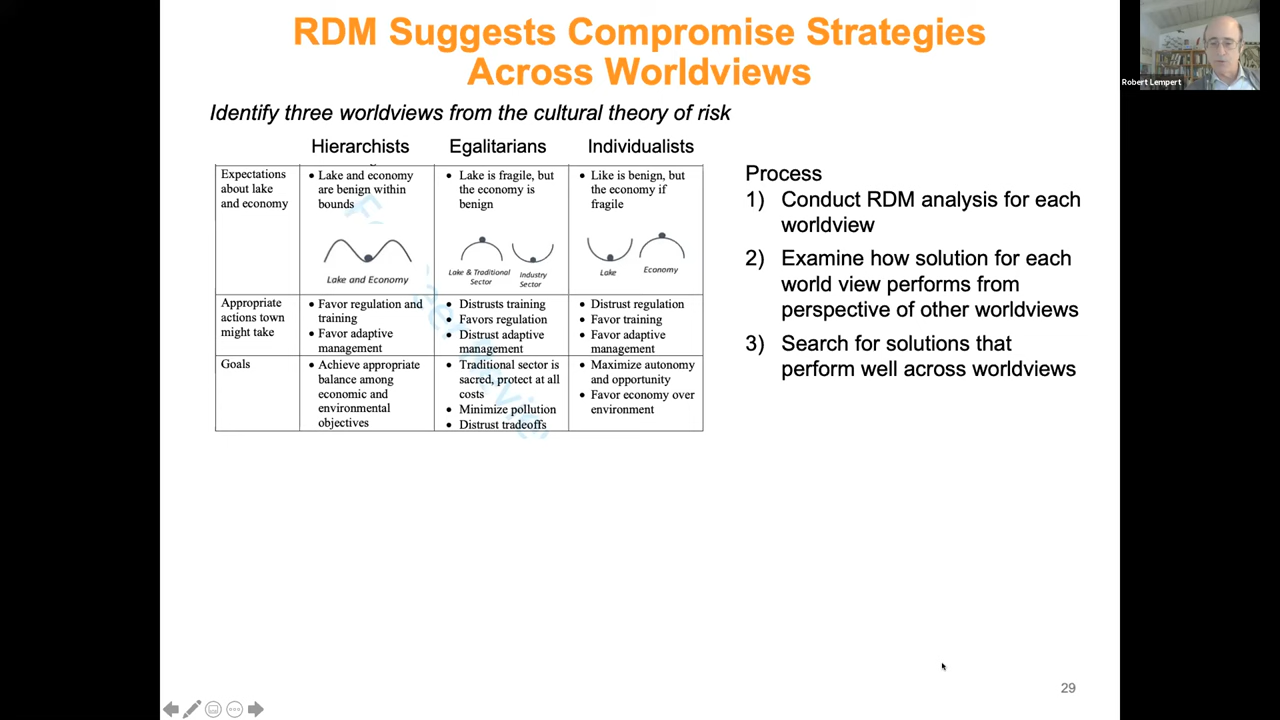 RDM Suggests Compromise Strategies
Across Worldviews
Robert Lempert
Identify three worldviews from the cultural theory of risk
Hierarchists
Egalitarians
Individualists
Expectations
about lake
and economy
• Lake and economy
are benign within
bounds
Lake and Economy
• Lake is fragile, but
the economy is
benign
Lake & Traditional
Sector
Industry
Sector
• Like is benign, but
the economy if
fragile
Lake
Economy
Appropriate
actions town
might take
• Favor regulation and
training
• Favor adaptive
management
• Distrusts training
• Favors regulation
• Distrust adaptive
management
• Distrust regulation
• Favor training
• Favor adaptive
management
Goals
• Achieve appropriate
balance among
economic and
environmental
objectives
• Traditional sector is
sacred, protect at all
costs
• Minimize pollution
• Distrust tradeoffs
• Maximize autonomy
and opportunity
• Favor economy over
environment
Process
1) Conduct RDM analysis for each
worldview
2) Examine how solution for each
world view performs from
perspective of other worldviews
3) Search for solutions that
perform well across worldviews
29